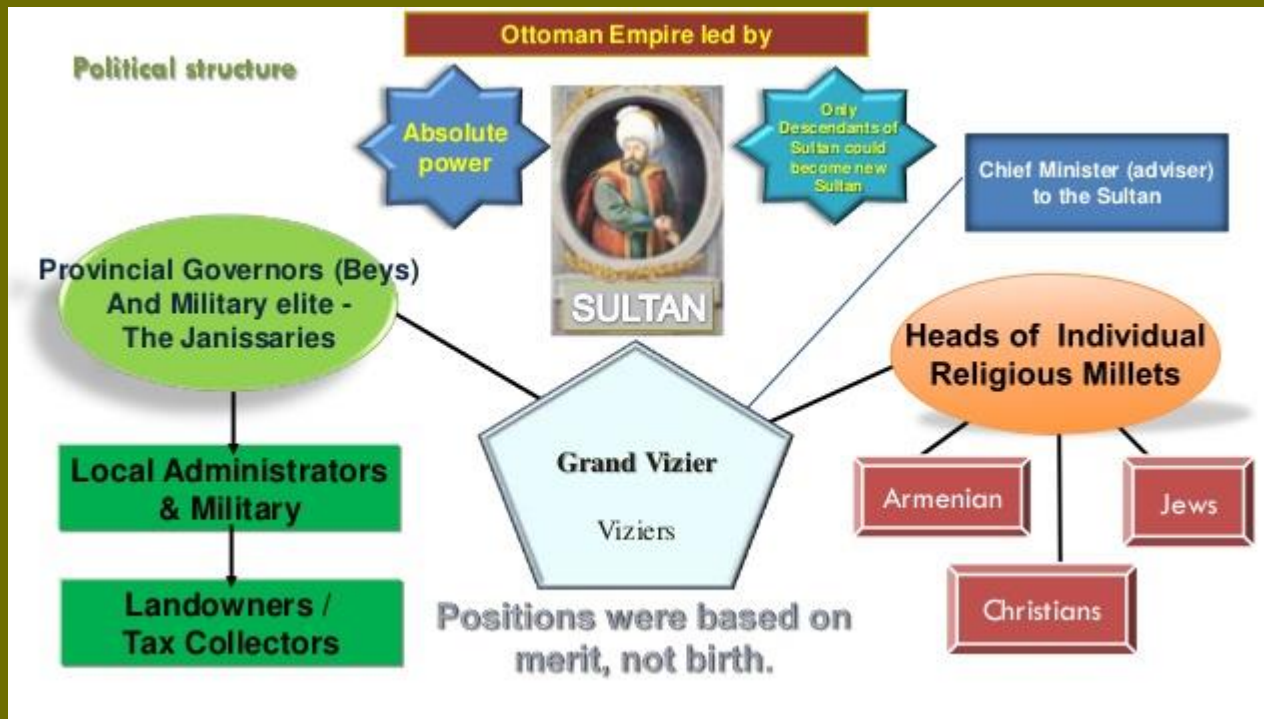 Ottoman Empire led by
Political structure
Absolute
power
Only
Descendants of
Sultan could
become new
Sultan
Chief Minister (adviser)
to the Sultan
SULTAN
Provincial Governors (Beys)
And Military elite -
The Janissaries
Heads of Individual
Religious Millets
Local Administrators
& Military
Landowners /
Tax Collectors
Grand Vizier
Viziers
Armenian
Jews
Christians
Positions were based on
merit, not birth.